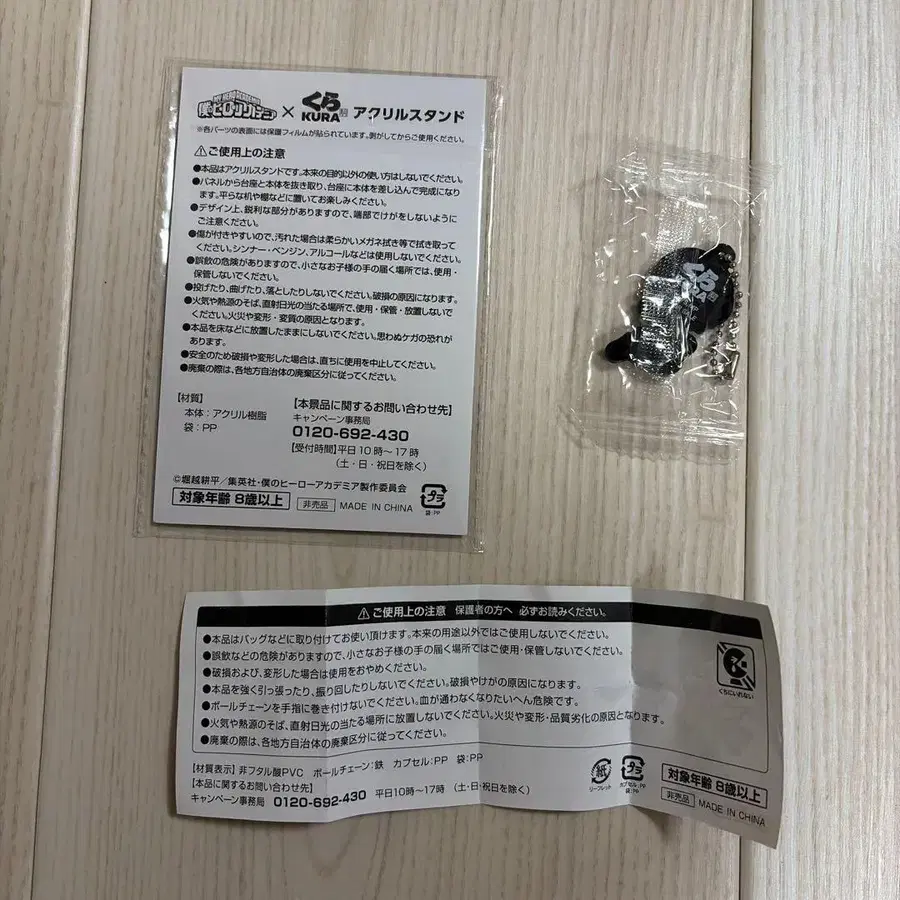 僕のヒーローアカデミア × くら KURA アクリルスタンド
※各パーツの表面には保護フィルムが貼られています。剥がしてからご使用ください。
⚠ご使用上の注意
●本品はアクリルスタンドです。本来の目的以外の使い方はしないでください。
●パネルから台座と本体を抜き取り、台座に本体を差し込んで完成になり
ます。平らな机や棚などに置いてお楽しみください。
●デザイン上、鋭利な部分がありますので、端部でけがをしないように
ご注意ください。
●傷が付きやすいので、汚れた場合は柔らかいメガネ拭き等で拭き取って
ください。シンナー・ベンジン、アルコールなどは使用しないでください。
●誤飲の危険がありますので、小さなお子様の手の届く場所では、使用・
保管しないでください。
●投げたり、曲げたり、落としたりしないでください。破損の原因になります。
●火気や熱源のそば、直射日光の当たる場所で、使用・保管・放置しないで
ください。火災や変形・変質の原因となります。
●本品を床などに放置したままにしないでください。思わぬケガの恐れが
あります。
●安全のため破損や変形した場合は、直ちに使用を中止してください。
●廃棄の際は、各地方自治体の廃棄区分に従ってください。
【材質】
本体：アクリル樹脂
袋：PP
【本景品に関するお問い合わせ先】
キャンペーン事務局
0120-692-430
【受付時間】平日10時〜17時
（土・日・祝日を除く）
©堀越耕平／集英社・僕のヒーローアカデミア製作委員会
対象年齢 8歳以上 非売品 MADE IN CHINA
プラ
袋:PP
くら
KURA
⚠ご使用上の注意 保護者の方へ 必ずお読みください。
●本品はバッグなどに取り付けてお使い頂けます。本来の用途以外ではご使用しないでください。
●誤飲などの危険がありますので、小さなお子様の手の届く場所ではご使用・保管しないでください。
●破損および、変形した場合は使用をおやめください。
●本品を強く引っ張ったり、振り回したりしないでください。破損やけがの原因になります。
●ボールチェーンを手指に巻き付けないでください。血が通わなくなりたいへん危険です。
●火気や熱源のそば、直射日光の当たる場所に放置しないでください。火災や変形・品質劣化の原因となります。
●廃棄の際は、各地方自治体の廃棄区分に従ってください。
くちにいれない
【材質表示】非フタル酸PVC ボールチェーン：鉄 カプセル：PP 袋：PP
【本品に関するお問い合わせ先】
キャンペーン事務局 0120-692-430 平日10時〜17時 （土・日・祝日を除く）
紙
リーフレット
プラ
カプセル:PP
袋:PP
対象年齢 8歳以上
非売品 MADE IN CHINA